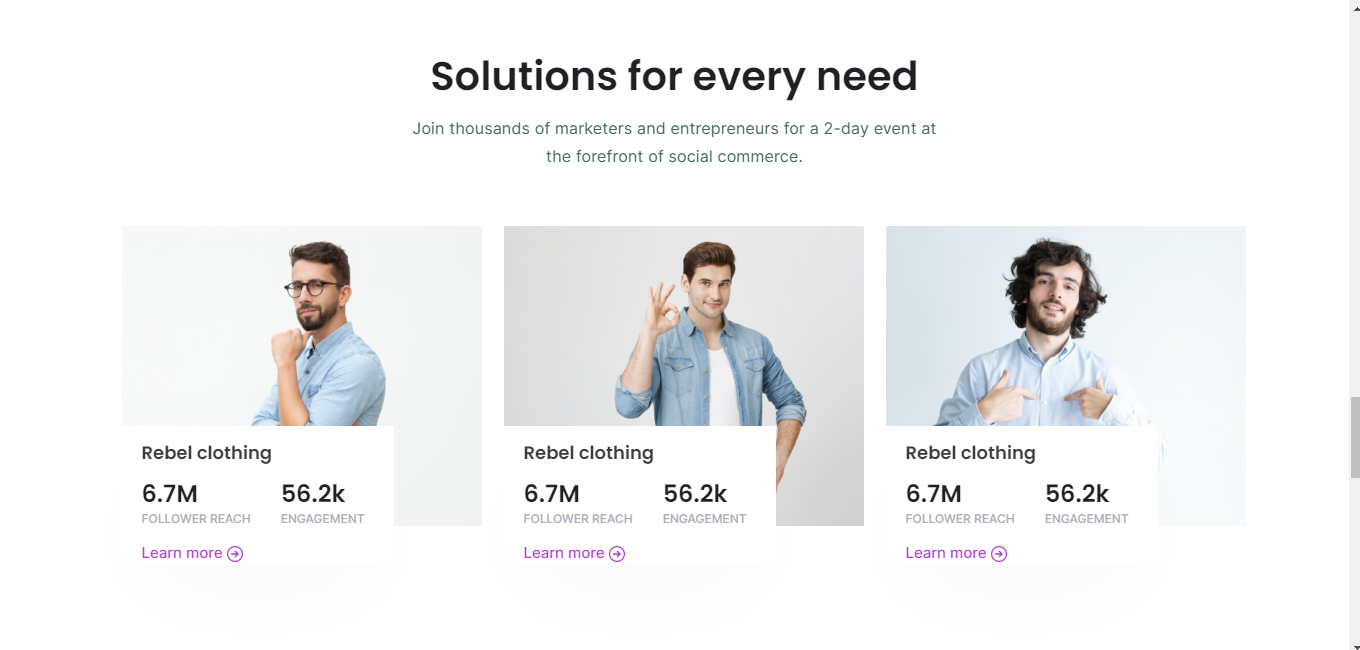 Solutions for every need
Join thousands of marketers and entrepreneurs for a 2-day event at
the forefront of social commerce.
Rebel clothing
6.7M 56.2k
FOLLOWER REACH ENGAGEMENT
Learn more
Rebel clothing
6.7M 56.2k
FOLLOWER REACH ENGAGEMENT
Learn more
Rebel clothing
6.7M 56.2k
FOLLOWER REACH ENGAGEMENT
Learn more